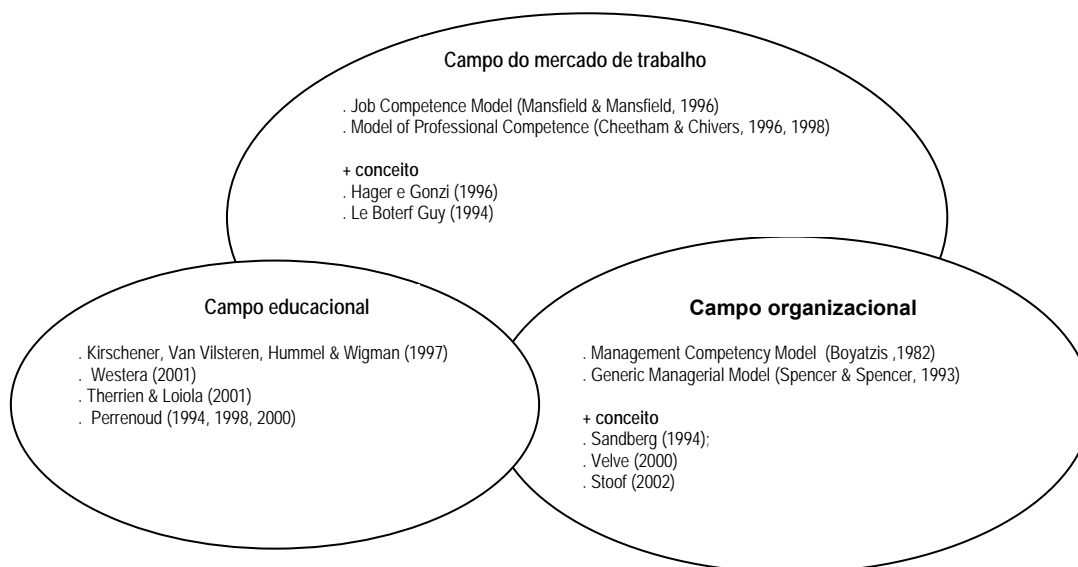 Campo do mercado de trabalho
. Job Competence Model (Mansfield & Mansfield, 1996)
. Model of Professional Competence (Cheetham & Chivers, 1996, 1998)
+ conceito
. Hager e Gonzi (1996)
. Le Boterf Guy (1994)
Campo educacional
. Kirschener, Van Vilsteren, Hummel & Wigman (1997)
. Westera (2001)
. Therrien & Loiola (2001)
. Perrenoud (1994, 1998, 2000)
Campo organizacional
. Management Competency Model (Boyatzis ,1982)
. Generic Managerial Model (Spencer & Spencer, 1993)
+ conceito
. Sandberg (1994);
. Velve (2000)
. Stoof (2002)